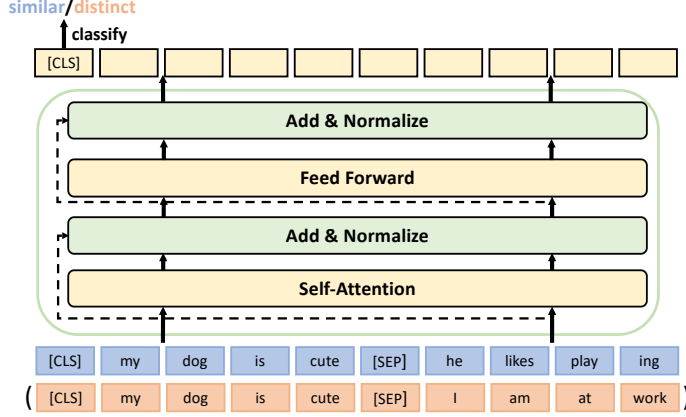 similar/distinct
classify
[CLS]
Add & Normalize
Feed Forward
Add & Normalize
Self-Attention
[CLS] my dog is cute [SEP] he likes play ing
( [CLS] my dog is cute [SEP] I am at work )